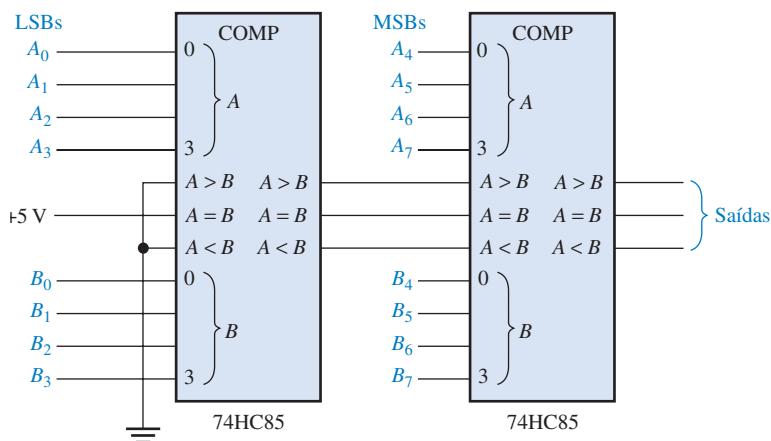 LSBs
MSBs
COMP
COMP
A0
0
A4
0
A1
A5
A2
A
A6
A
A3
3
A7
3
A > B
A > B
A > B
A > B
+5 V
A = B
A = B
A = B
A = B
Saídas
A < B
A < B
A < B
A < B
B0
0
B4
0
B1
B5
B2
B
B6
B
B3
3
B7
3
74HC85
74HC85